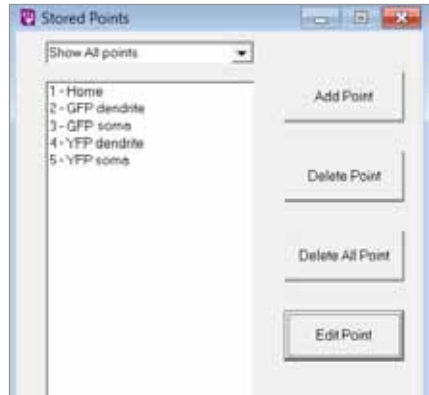 Stored Points
Show All points
1 - Home
2 - GFP dendrite
3 - GFP soma
4 - YFP dendrite
5 - YFP soma
Add Point
Delete Point
Delete All Point
Edit Point